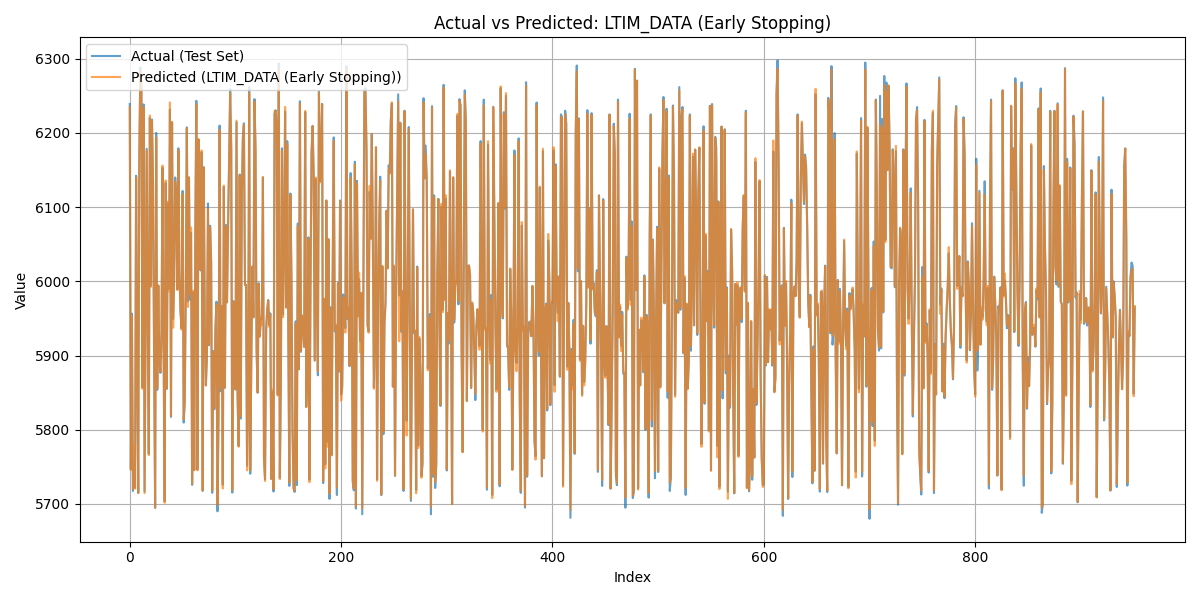 Actual vs Predicted: LTIM_DATA (Early Stopping)
Actual (Test Set)
Predicted (LTIM_DATA (Early Stopping))
6300
6200
6100
6000
5900
5800
5700
Value
0
200
400
600
800
Index